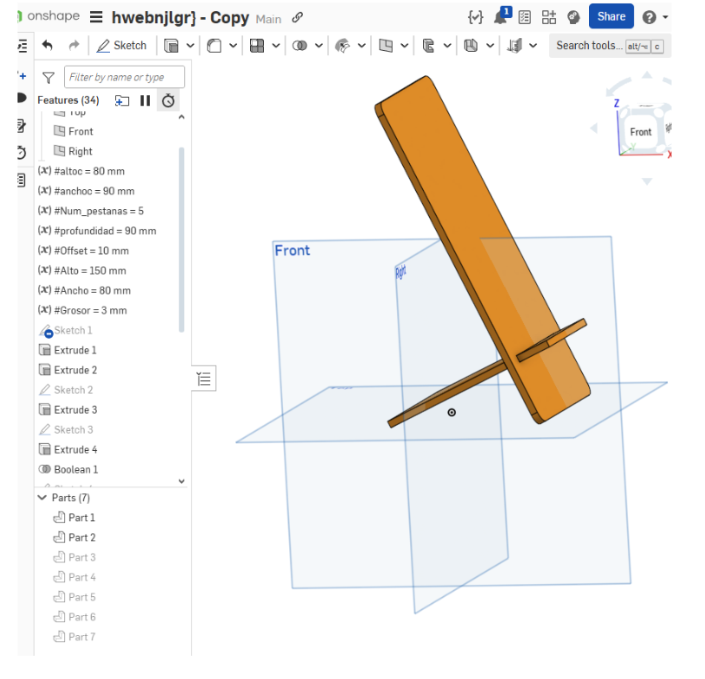 onshape hwebnjlgr} - Copy Main 1 Share ?
Sketch Search tools... alt/⌥ c
Filter by name or type
Features (34)
Top
Front
Right
(x) #altoc = 80 mm
(x) #anchoc = 90 mm
(x) #Num_pestanas = 5
(x) #profundidad = 90 mm
(x) #Offset = 10 mm
(x) #Alto = 150 mm
(x) #Ancho = 80 mm
(x) #Grosor = 3 mm
Sketch 1
Extrude 1
Extrude 2
Sketch 2
Extrude 3
Sketch 3
Extrude 4
Boolean 1
Parts (7)
Part 1
Part 2
Part 3
Part 4
Part 5
Part 6
Part 7
Front
Right
Z
Front
X
Y